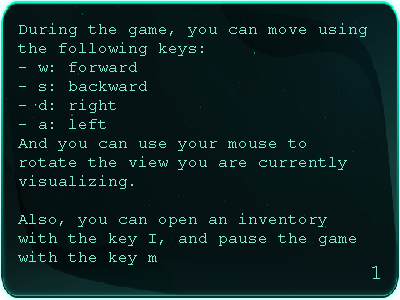 During the game, you can move using
the following keys:
- w: forward
- s: backward
- d: right
- a: left
And you can use your mouse to
rotate the view you are currently
visualizing.

Also, you can open an inventory
with the key I, and pause the game
with the key m
1